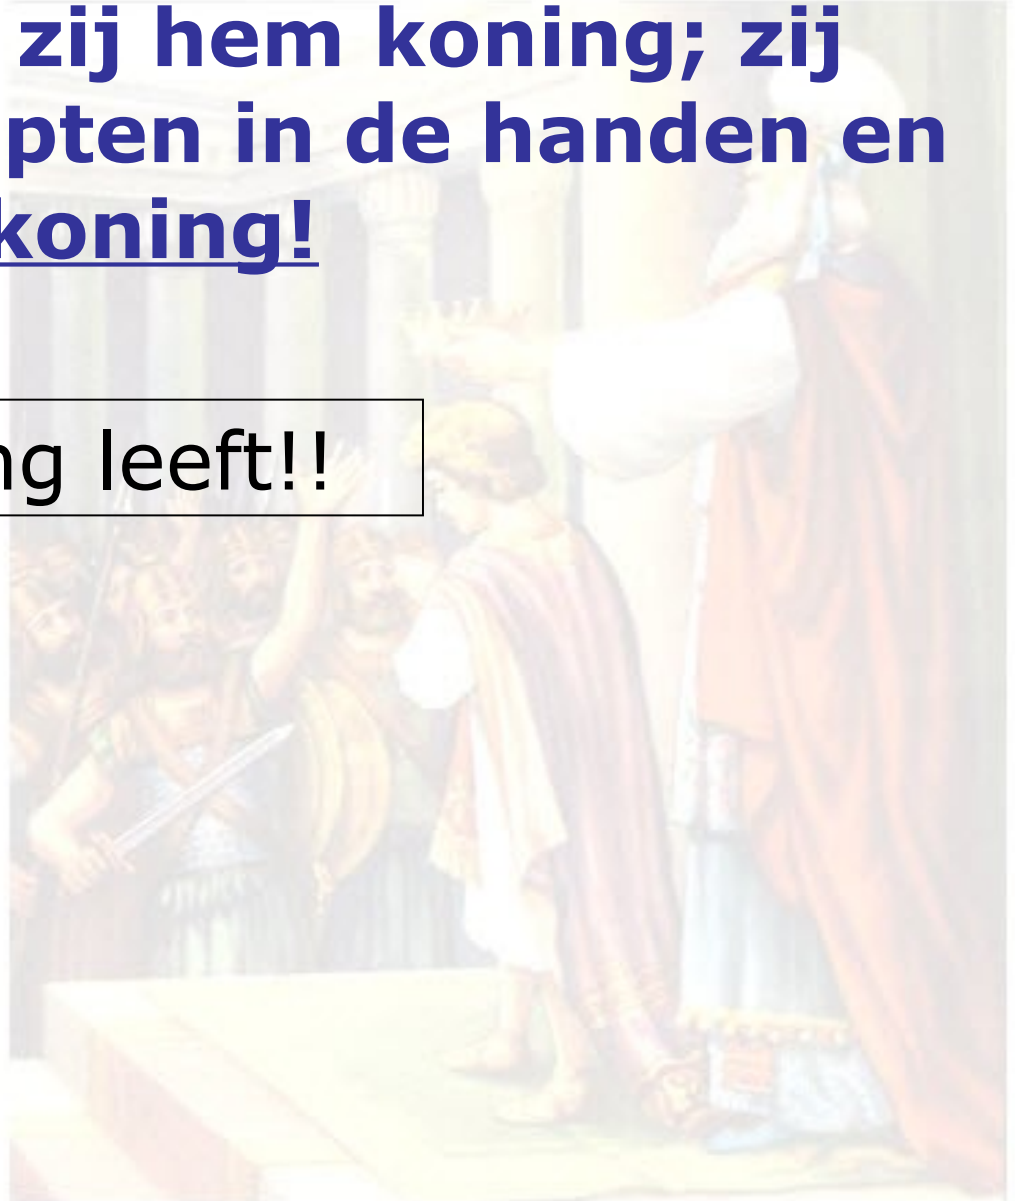 zij hem koning; zij
pten in de handen en
koning!
ng leeft!!